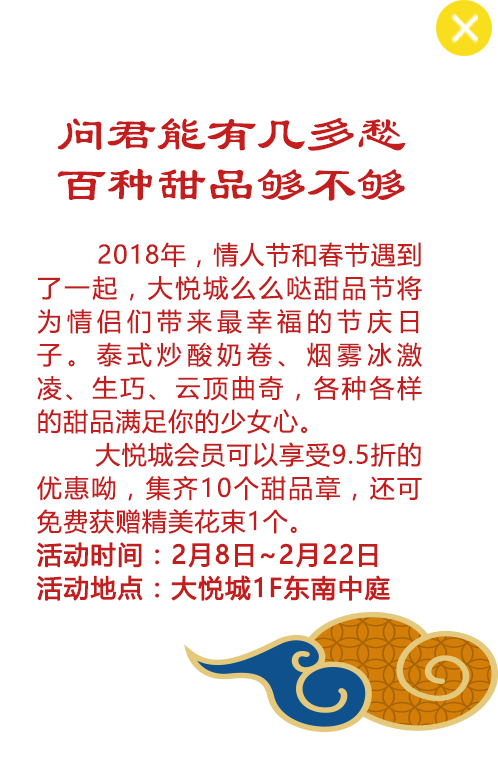 问君能有几多愁
百种甜品够不够
2018年，情人节和春节遇到
了一起，大悦城么么哒甜品节将
为情侣们带来最幸福的节庆日
子。泰式炒酸奶卷、烟雾冰激
凌、生巧、云顶曲奇，各种各样
的甜品满足你的少女心。
大悦城会员可以享受9.5折的
优惠呦，集齐10个甜品章，还可
免费获赠精美花束1个。
活动时间：2月8日~2月22日
活动地点：大悦城1F东南中庭